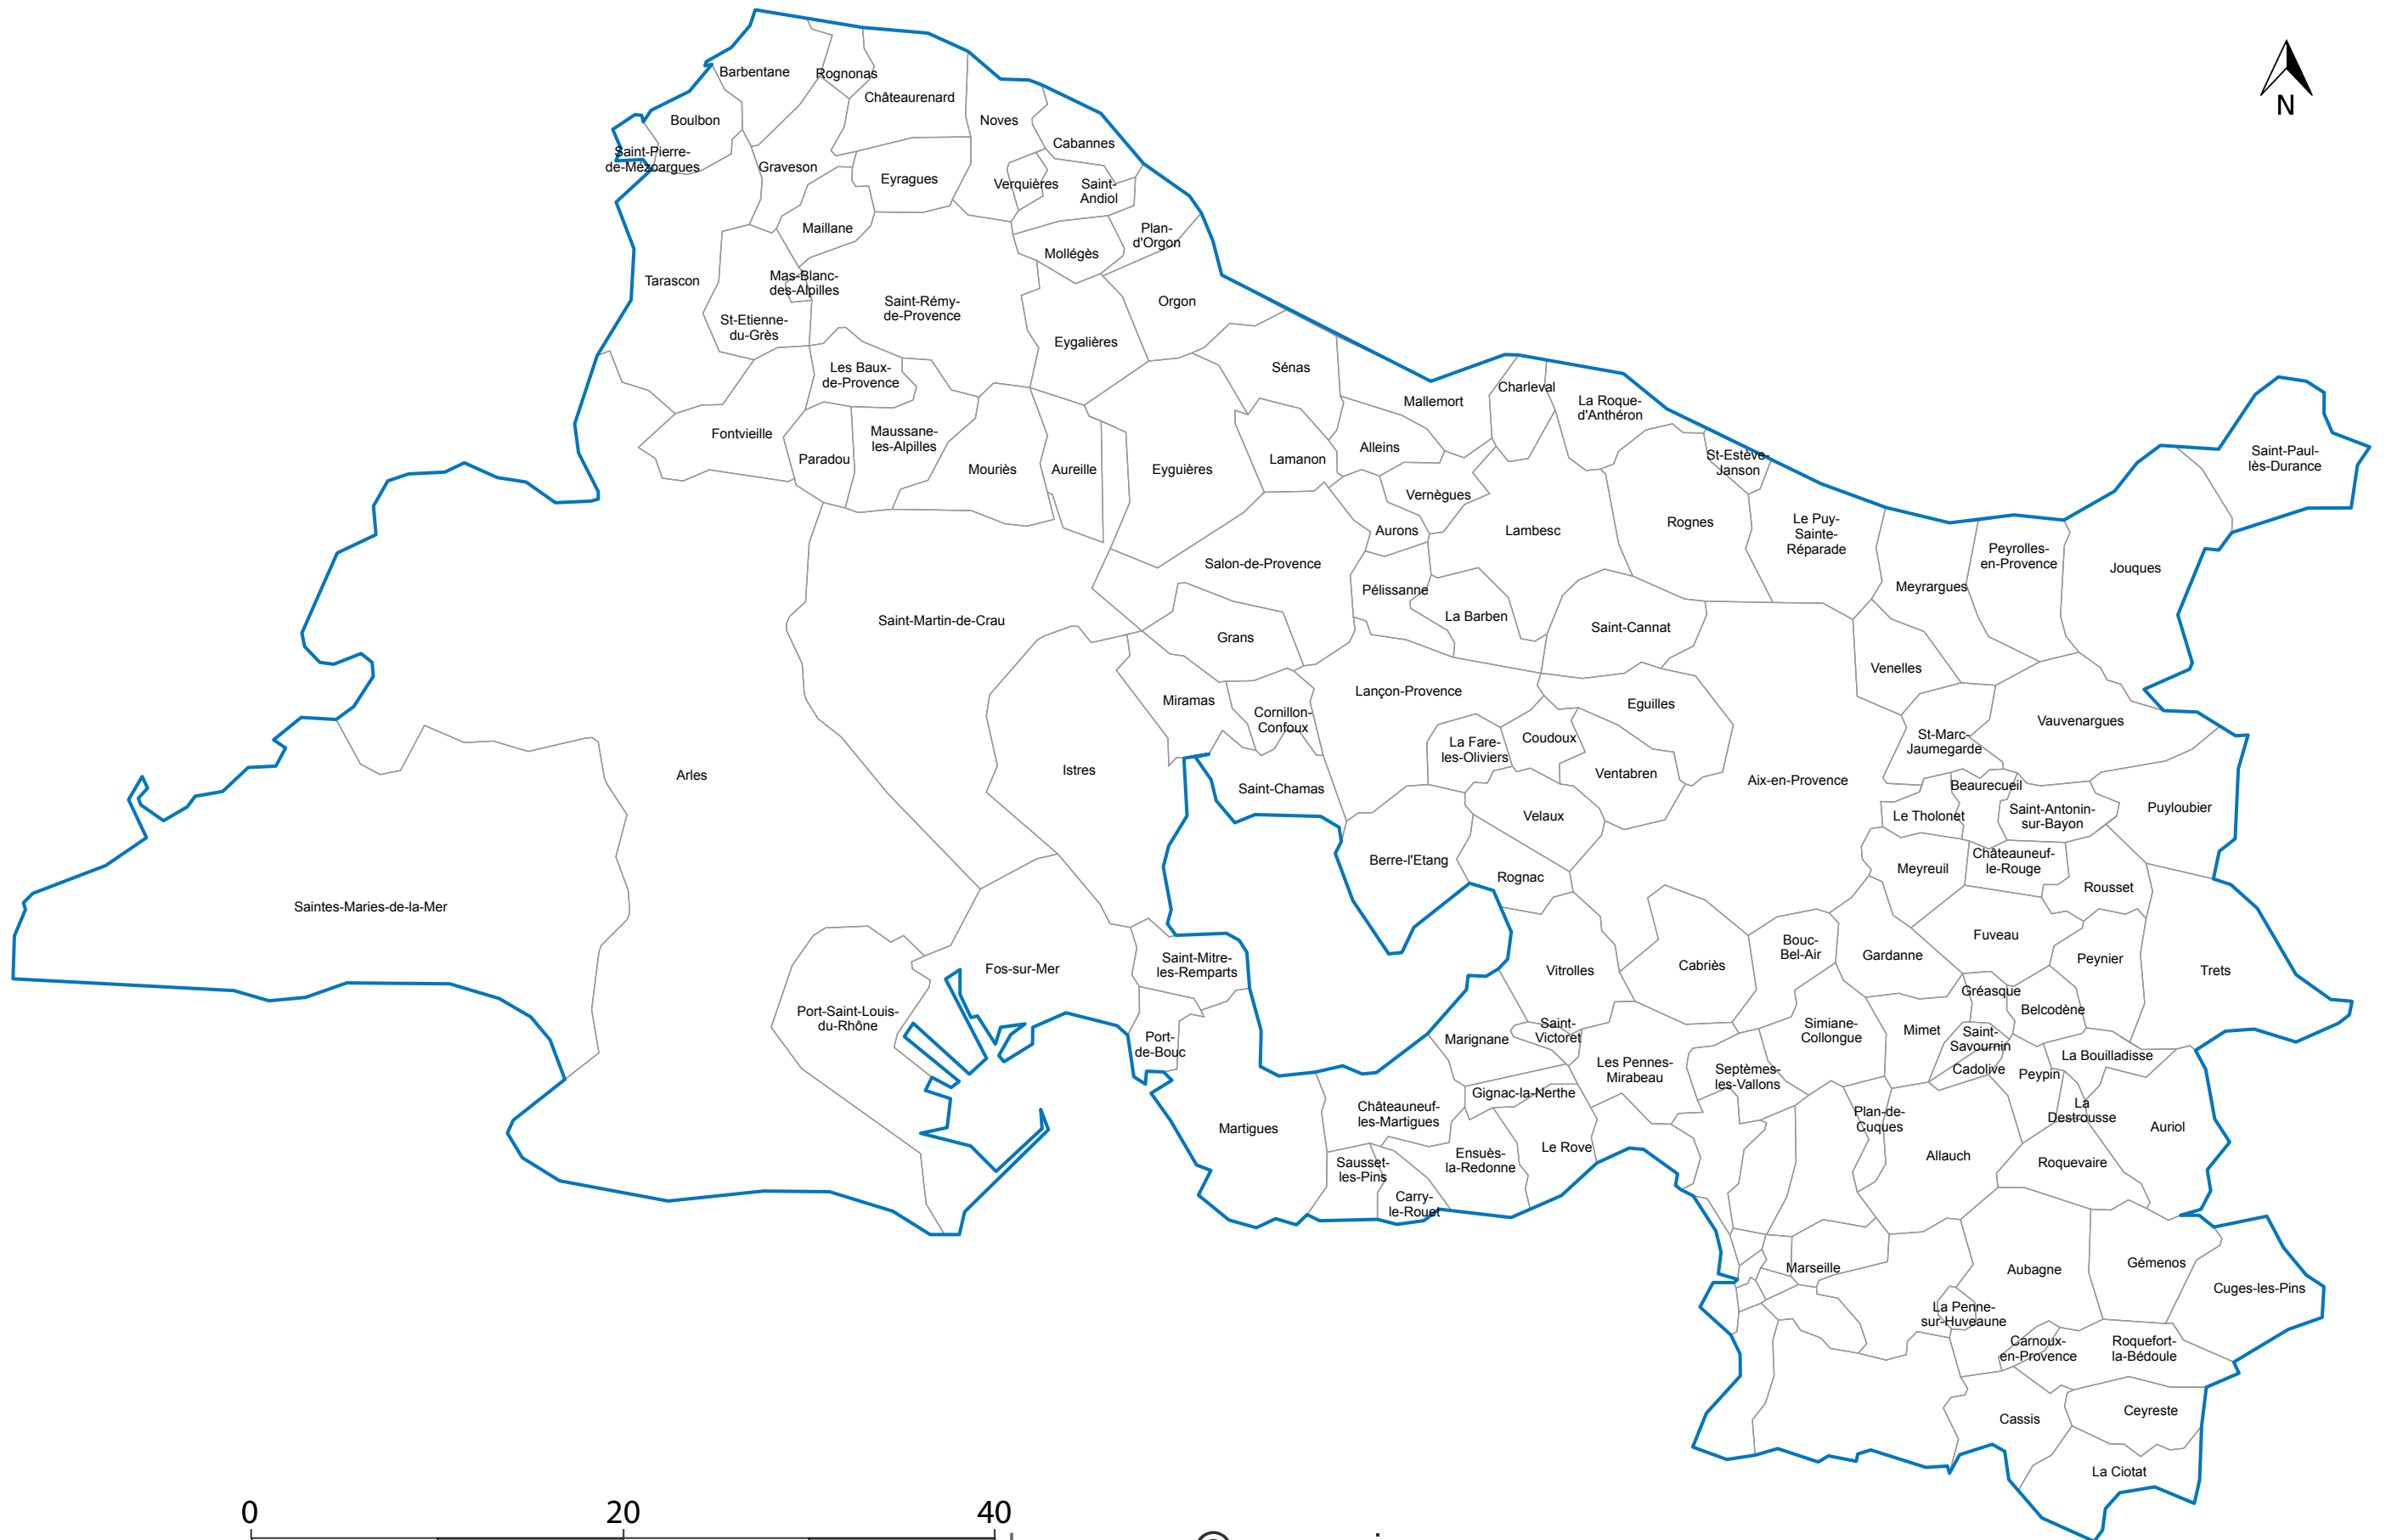 Barbentane
Rognonas
Châteaurenard
N
Boulbon
Noves
Cabannes
Saint-Pierre-
de-Mézoargues
Graveson
Eyragues
Verquières
Saint-
Andiol
Maillane
Plan-
d'Orgon
Mollégès
Tarascon
Mas-Blanc-
des-Alpilles
Saint-Rémy-
de-Provence
Orgon
St-Etienne-
du-Grès
Eygalières
Les Baux-
de-Provence
Sénas
Charleval
Mallemort
La Roque-
d'Anthéron
Fontvieille
Maussane-
les-Alpilles
Alleins
Paradou
Mouriès
Aureille
Eyguières
Lamanon
St-Estève-
Janson
Saint-Paul-
lès-Durance
Vernègues
Aurons
Lambesc
Rognes
Le Puy-
Sainte-
Réparade
Peyrolles-
en-Provence
Jouques
Salon-de-Provence
Pélissanne
Meyrargues
Saint-Martin-de-Crau
La Barben
Saint-Cannat
Grans
Venelles
Lançon-Provence
Miramas
Eguilles
Cornillon-
Confoux
Vauvenargues
La Fare-
les-Oliviers
Coudoux
St-Marc-
Jaumegarde
Arles
Istres
Ventabren
Aix-en-Provence
Saint-Chamas
Beaurecueil
Velaux
Le Tholonet
Saint-Antonin-
sur-Bayon
Puyloubier
Berre-l'Etang
Châteauneuf-
le-Rouge
Meyreuil
Rognac
Rousset
Saintes-Maries-de-la-Mer
Fuveau
Bouc-
Bel-Air
Gardanne
Peynier
Fos-sur-Mer
Saint-Mitre-
les-Remparts
Vitrolles
Cabriès
Trets
Gréasque
Port-Saint-Louis-
du-Rhône
Belcodène
Port-
de-Bouc
Marignane
Saint-
Victoret
Simiane-
Collongue
Mimet
Saint-
Savournin
La Bouilladisse
Les Pennes-
Mirabeau
Septèmes-
les-Vallons
Cadolive
Peypin
Gignac-la-Nerthe
Châteauneuf-
les-Martigues
Plan-de-
Cuques
La
Destrousse
Martigues
Auriol
Le Rove
Allauch
Ensuès-
la-Redonne
Sausset-
les-Pins
Roquevaire
Carry-
le-Rouet
Marseille
Aubagne
Gémenos
Cuges-les-Pins
La Penne-
sur-Huveaune
Carnoux-
en-Provence
Roquefort-
la-Bédoule
Cassis
Ceyreste
La Ciotat
0 20 40